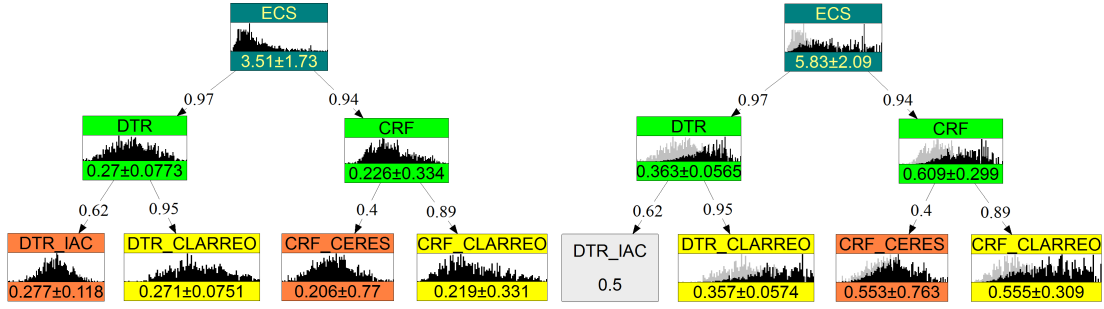 ECS
3.51±1.73
0.97
0.94
DTR
0.27±0.0773
CRF
0.226±0.334
0.62
0.95
0.4
0.89
DTR_IAC
0.277±0.118
DTR_CLARREO
0.271±0.0751
CRF_CERES
0.206±0.77
CRF_CLARREO
0.219±0.331
ECS
5.83±2.09
0.97
0.94
DTR
0.363±0.0565
CRF
0.609±0.299
0.62
0.95
0.4
0.89
DTR_IAC
0.5
DTR_CLARREO
0.357±0.0574
CRF_CERES
0.553±0.763
CRF_CLARREO
0.555±0.309